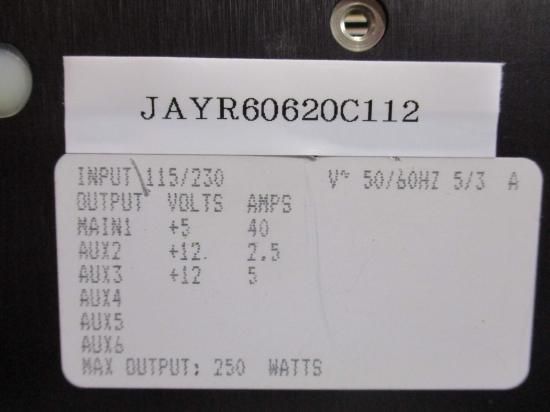 JAYR60620C112
INPUT 115/230 V~ 50/60HZ 5/3 A
OUTPUT VOLTS AMPS
MAIN1 +5 40
AUX2 +12. 2.5
AUX3 +12 5
AUX4
AUX5
AUX6
MAX OUTPUT: 250 WATTS